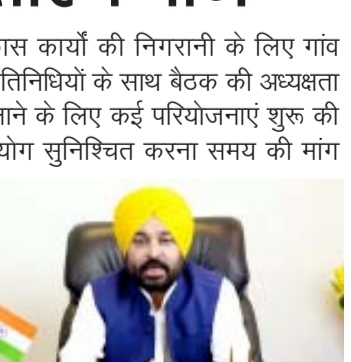 कार्यों की निगरानी के लिए गांव
के साथ बैठक की अध्यक्षता
के लिए कई परियोजनाएं शुरू की
सुनिश्चित करना समय की मांग